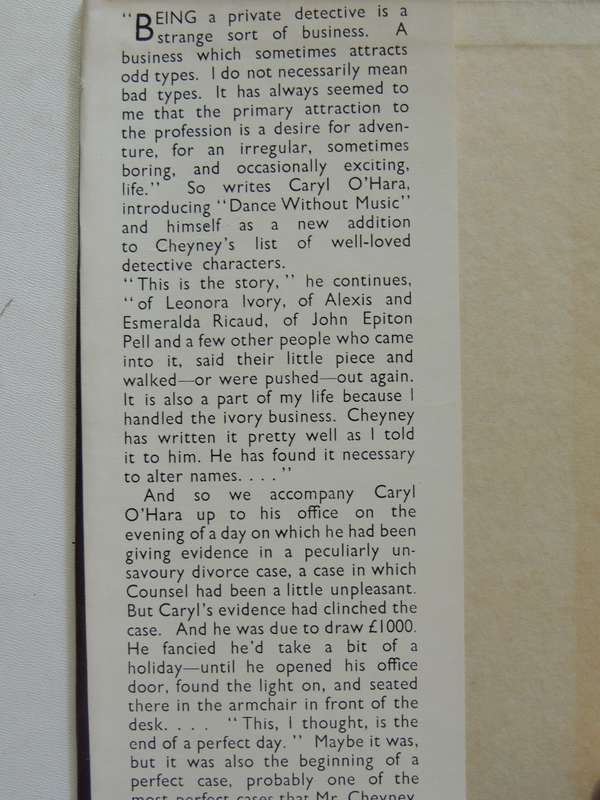 "BEING a private detective is a
strange sort of business. A
business which sometimes attracts
odd types. I do not necessarily mean
bad types. It has always seemed to
me that the primary attraction to
the profession is a desire for adven-
ture, for an irregular, sometimes
boring, and occasionally exciting,
life." So writes Caryl O'Hara,
introducing "Dance Without Music"
and himself as a new addition
to Cheyney's list of well-loved
detective characters.
"This is the story," he continues,
"of Leonora Ivory, of Alexis and
Esmeralda Ricaud, of John Epiton
Pell and a few other people who came
into it, said their little piece and
walked—or were pushed—out again.
It is also a part of my life because I
handled the ivory business. Cheyney
has written it pretty well as I told
it to him. He has found it necessary
to alter names. . . ."
And so we accompany Caryl
O'Hara up to his office on the
evening of a day on which he had been
giving evidence in a peculiarly un-
savoury divorce case, a case in which
Counsel had been a little unpleasant.
But Caryl's evidence had clinched the
case. And he was due to draw £1000.
He fancied he'd take a bit of a
holiday—until he opened his office
door, found the light on, and seated
there in the armchair in front of the
desk. . . . "This, I thought, is the
end of a perfect day." Maybe it was,
but it was also the beginning of a
perfect case, probably one of the
most perfect cases that Mr. Cheyney